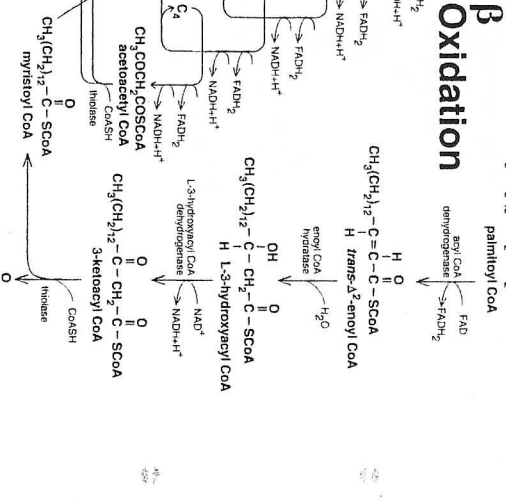 β
Oxidation
palmitoyl CoA
FAD
acyl CoA
dehydrogenase
FADH₂
H O
CH₃(CH₂)₁₂ – C = C – C – SCoA
H trans-Δ²-enoyl CoA
enoyl CoA
hydratase
H₂O
OH O
CH₃(CH₂)₁₂ – C – CH₂ – C – SCoA
H L-3-hydroxyacyl CoA
L-3-hydroxyacyl CoA
dehydrogenase
NAD⁺
NADH+H⁺
O O
CH₃(CH₂)₁₂ – C – CH₂ – C – SCoA
3-ketoacyl CoA
CoASH
thiolase
O
H₂
H+H⁺
FADH₂
NADH+H⁺
FADH₂
NADH+H⁺
FADH₂
NADH+H⁺
C₄
FADH₂
NADH+H⁺
CH₃COCH₂COSCoA
acetoacetyl CoA
CoASH
thiolase
O
CH₃(CH₂)₁₂ – C – SCoA
myristoyl CoA